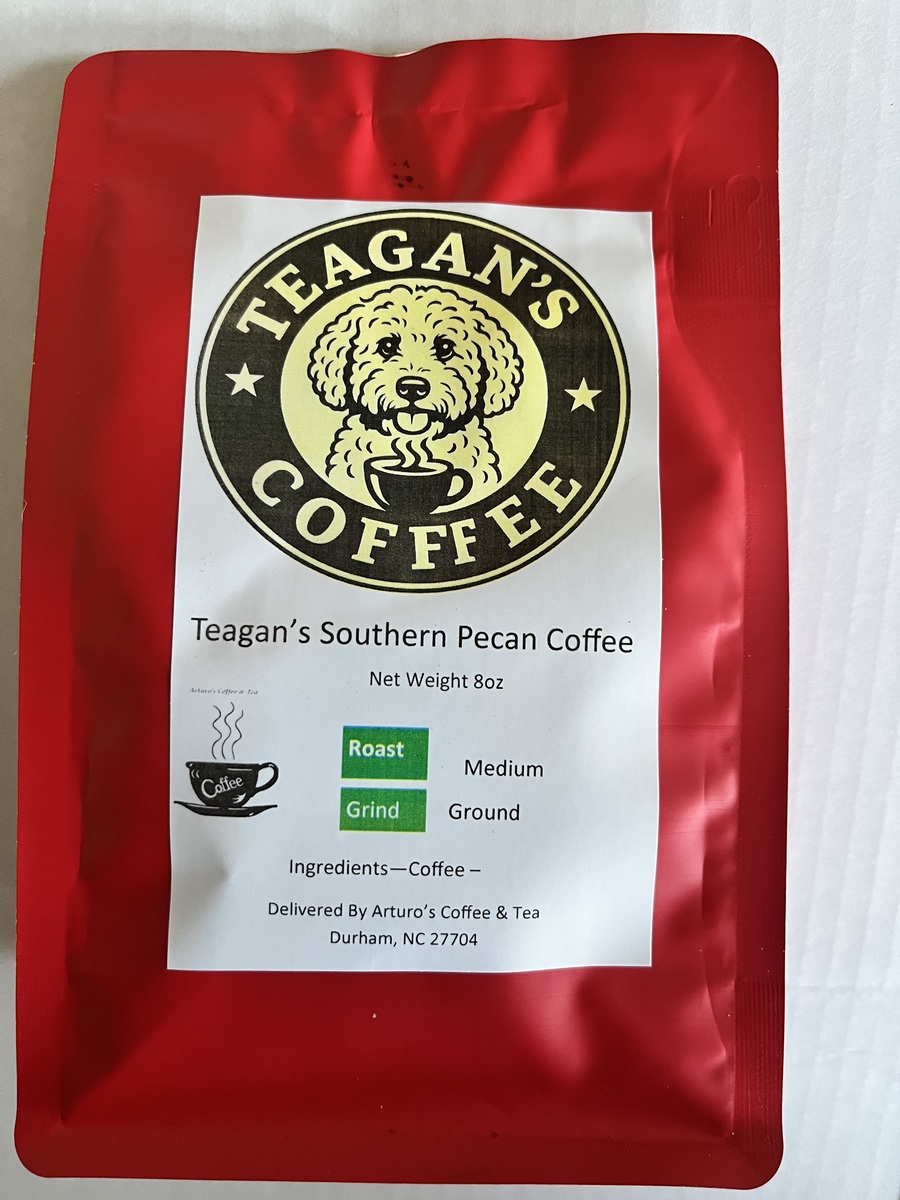 TEAGAN'S
COFFFEE
Teagan's Southern Pecan Coffee
Net Weight 8oz
Arturo's Coffee & Tea
Coffee
Roast Medium
Grind Ground
Ingredients—Coffee –
Delivered By Arturo's Coffee & Tea
Durham, NC 27704